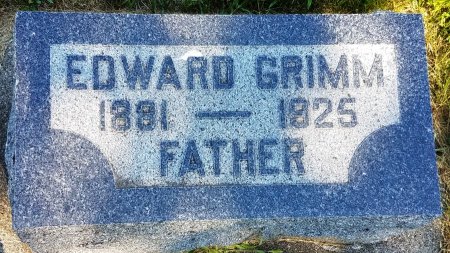 EDWARD GRIMM
1881 — 1925
FATHER